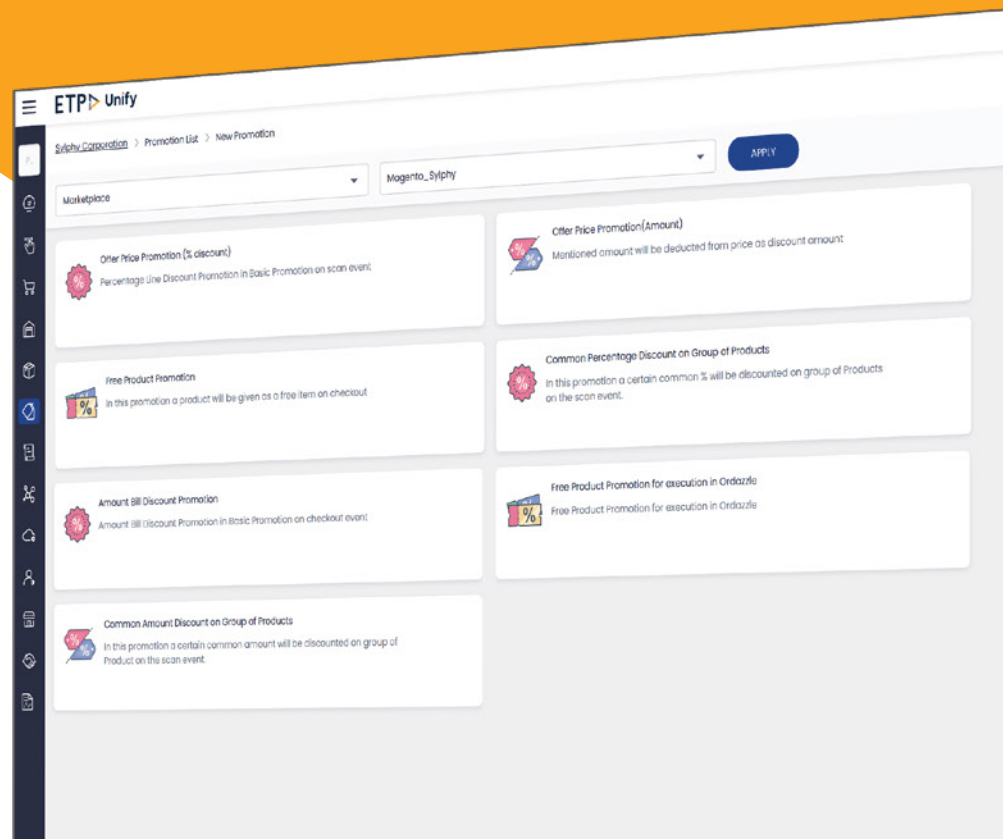 ETP Unify
Sylphy Corporation > Promotion List > New Promotion
Marketplace
Magento_Sylphy
APPLY
Offer Price Promotion (% discount)
Percentage Line Discount Promotion in Basic Promotion on scan event
Offer Price Promotion(Amount)
Mentioned amount will be deducted from price as discount amount
Free Product Promotion
In this promotion a product will be given as a free item on checkout
Common Percentage Discount on Group of Products
In this promotion a certain common % will be discounted on group of Products
on the scan event.
Amount Bill Discount Promotion
Amount Bill Discount Promotion in Basic Promotion on checkout event
Free Product Promotion for execution in Ordazzle
Free Product Promotion for execution in Ordazzle
Common Amount Discount on Group of Products
In this promotion a certain common amount will be discounted on group of
Product on the scan event.